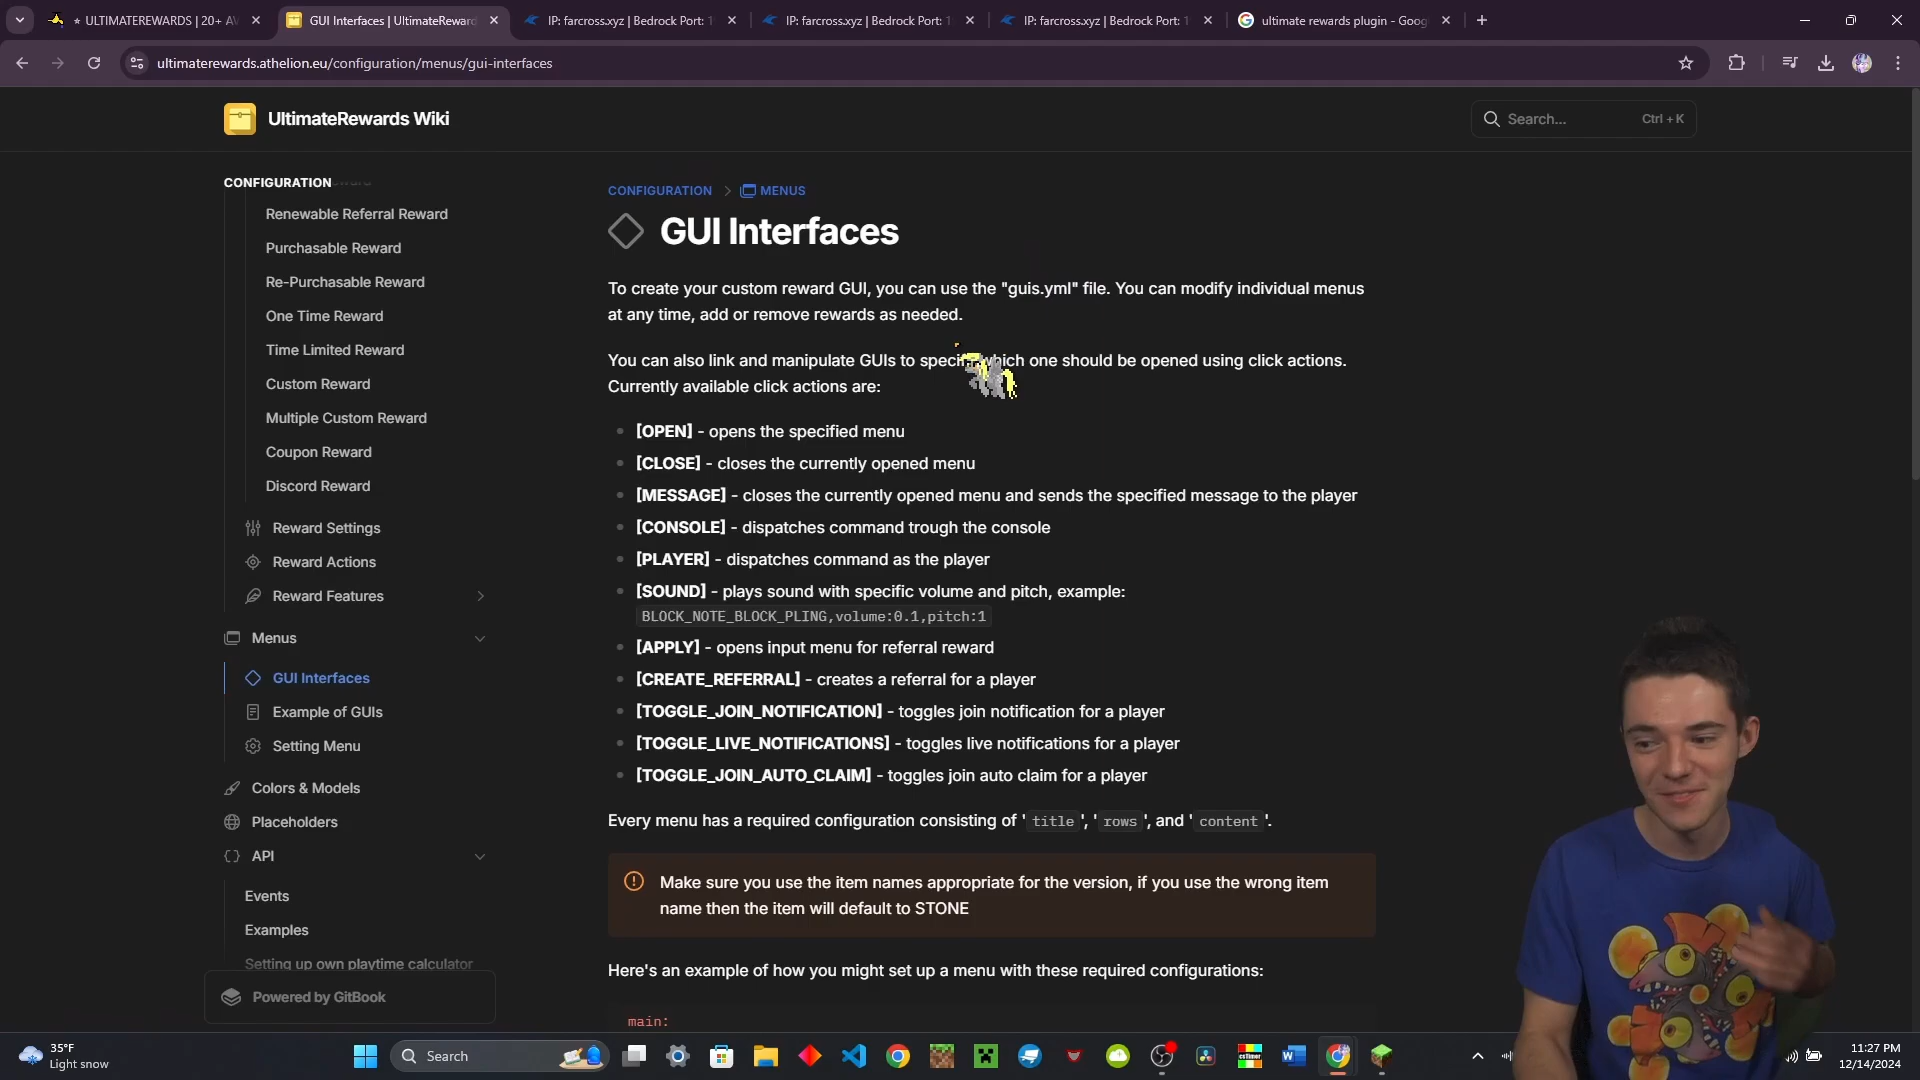 ULTIMATEREWARDS | 20+ AV
GUI Interfaces | UltimateReward
IP: farcross.xyz | Bedrock Port: 1
IP: farcross.xyz | Bedrock Port: 1
IP: farcross.xyz | Bedrock Port: 1
ultimate rewards plugin - Goog
ultimaterewards.athelion.eu/configuration/menus/gui-interfaces
UltimateRewards Wiki
Search...
Ctrl + K
CONFIGURATION
Renewable Referral Reward
Purchasable Reward
Re-Purchasable Reward
One Time Reward
Time Limited Reward
Custom Reward
Multiple Custom Reward
Coupon Reward
Discord Reward
Reward Settings
Reward Actions
Reward Features
Menus
GUI Interfaces
Example of GUIs
Setting Menu
Colors & Models
Placeholders
API
Events
Examples
Setting up own playtime calculator
Powered by GitBook
CONFIGURATION > MENUS
GUI Interfaces
To create your custom reward GUI, you can use the "guis.yml" file. You can modify individual menus
at any time, add or remove rewards as needed.
You can also link and manipulate GUIs to which one should be opened using click actions.
Currently available click actions are:
[OPEN] - opens the specified menu
[CLOSE] - closes the currently opened menu
[MESSAGE] - closes the currently opened menu and sends the specified message to the player
[CONSOLE] - dispatches command trough the console
[PLAYER] - dispatches command as the player
[SOUND] - plays sound with specific volume and pitch, example:
BLOCK_NOTE_BLOCK_PLING,volume:0.1,pitch:1
[APPLY] - opens input menu for referral reward
[CREATE_REFERRAL] - creates a referral for a player
[TOGGLE_JOIN_NOTIFICATION] - toggles join notification for a player
[TOGGLE_LIVE_NOTIFICATIONS] - toggles live notifications for a player
[TOGGLE_JOIN_AUTO_CLAIM] - toggles join auto claim for a player
Every menu has a required configuration consisting of 'title', 'rows', and 'content'.
Make sure you use the item names appropriate for the version, if you use the wrong item
name then the item will default to STONE
Here's an example of how you might set up a menu with these required configurations:
main:
35°F
Light snow
Search
csTimer
11:27 PM
12/14/2024